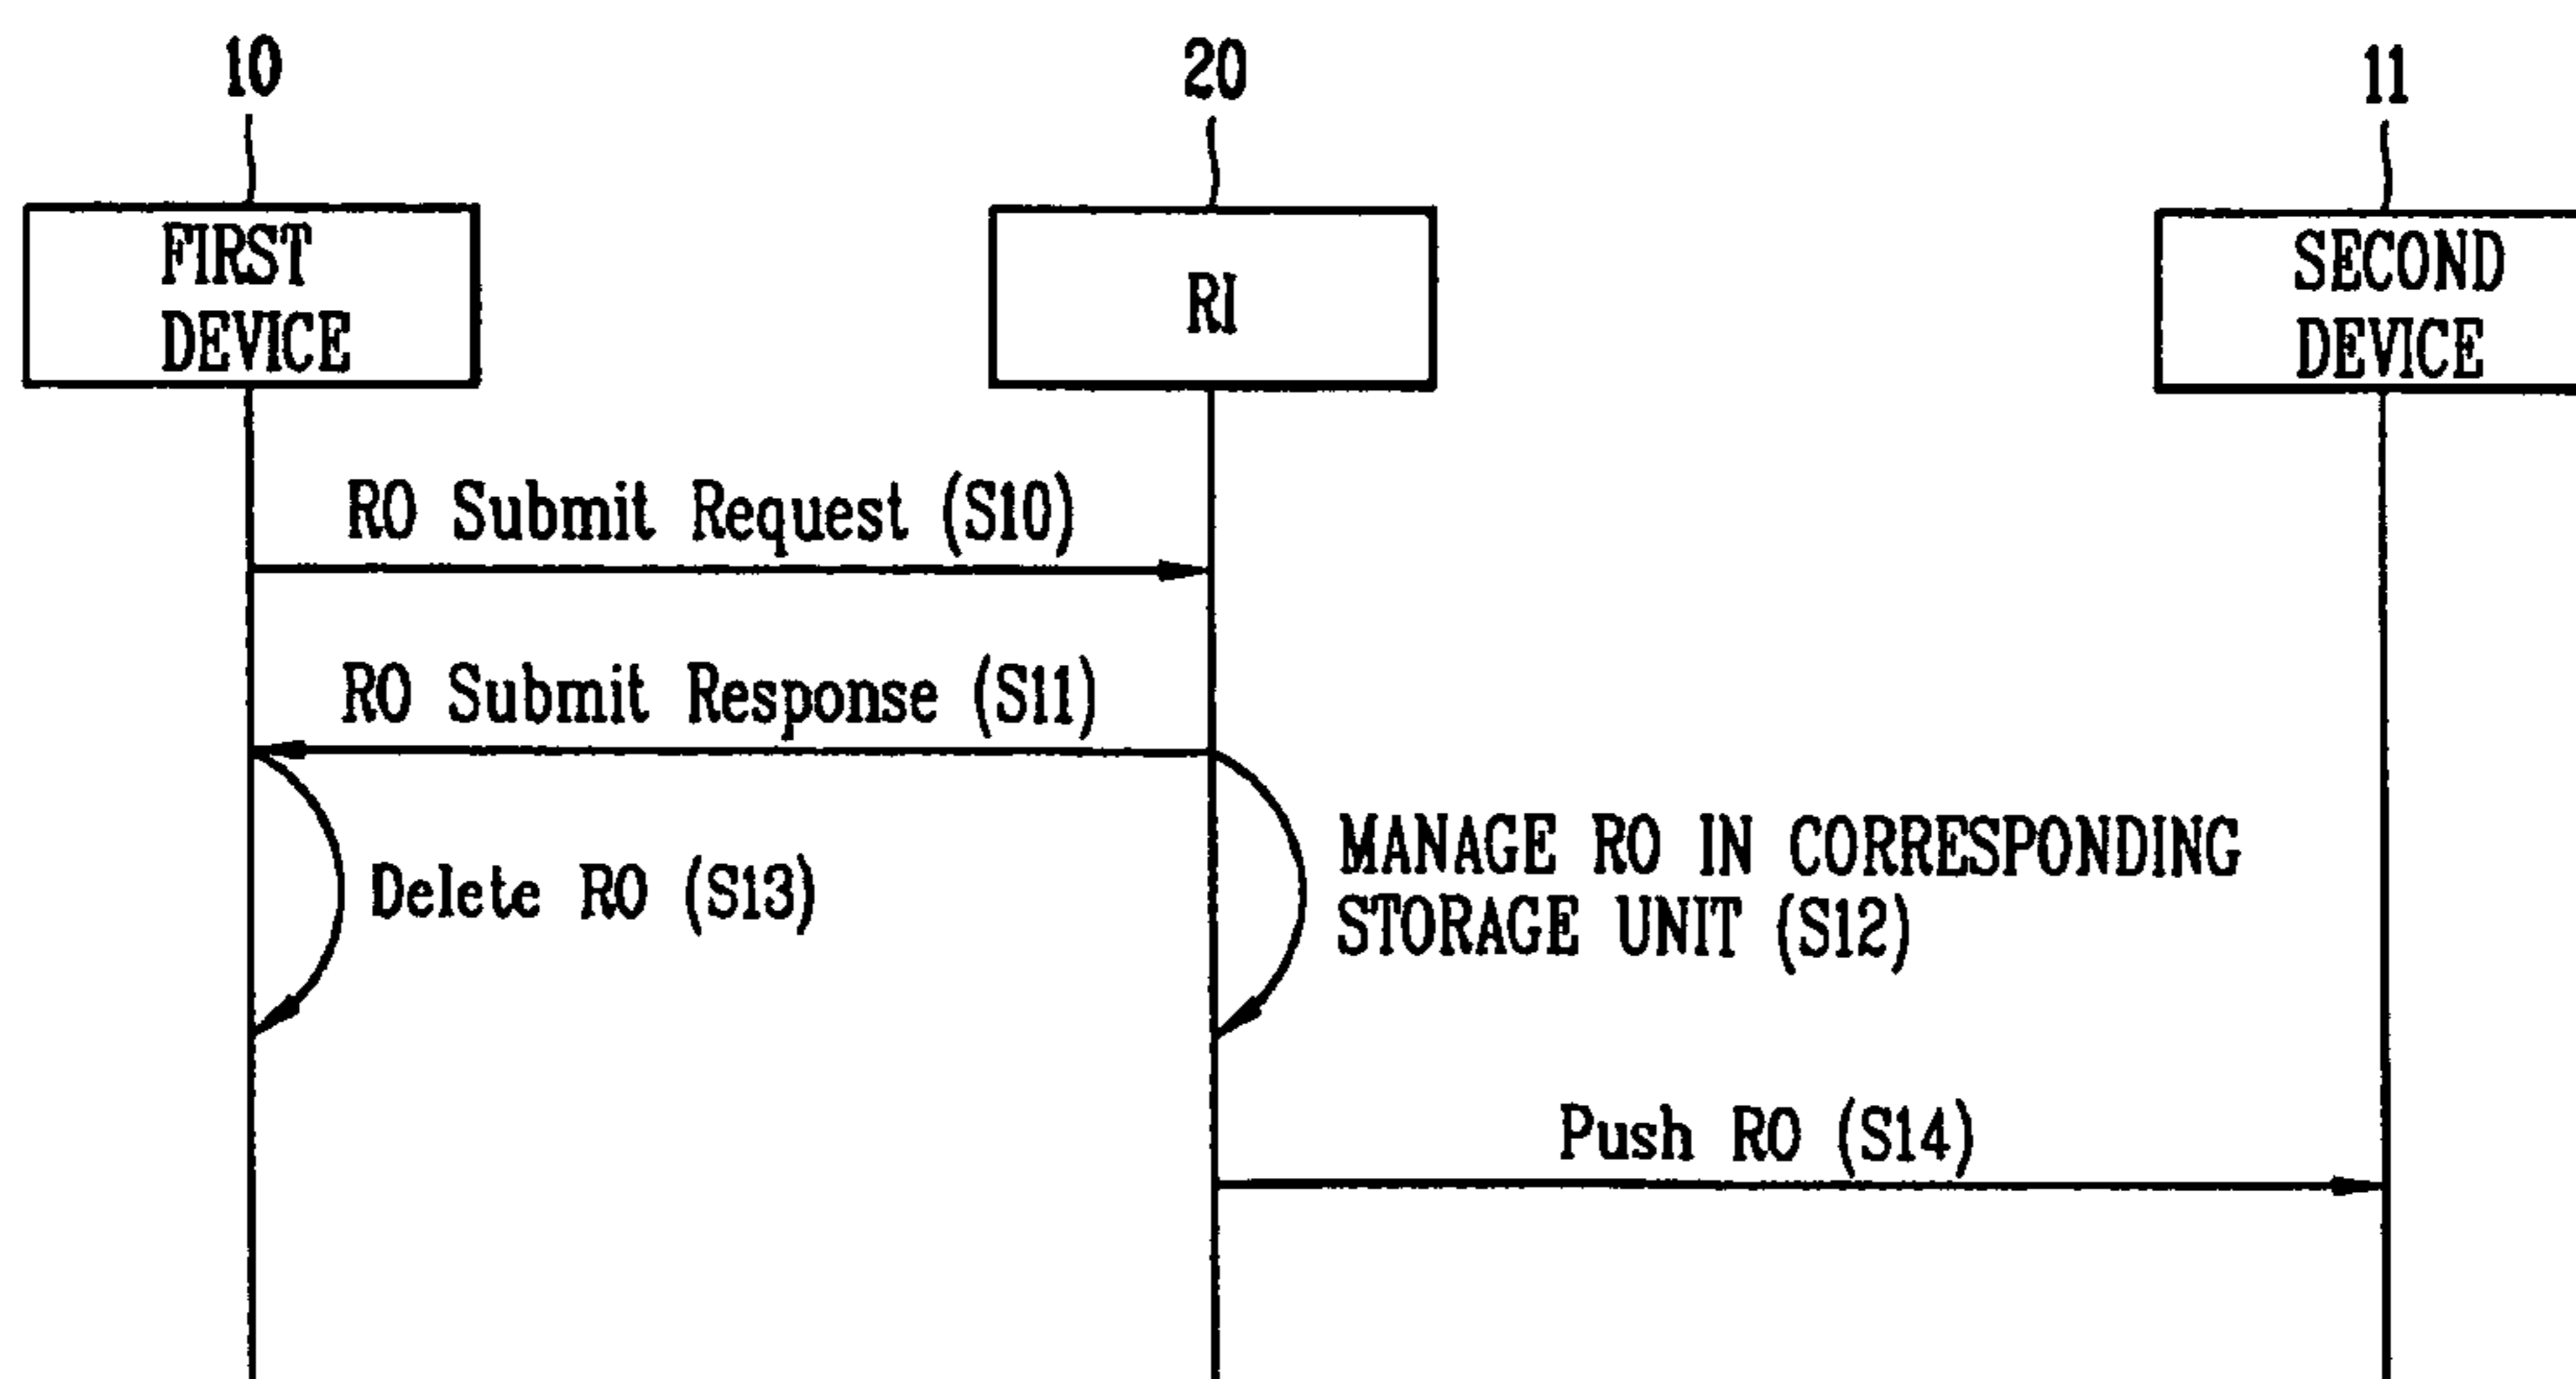 10
20
11
FIRST
DEVICE
RI
SECOND
DEVICE
RO Submit Request (S10)
RO Submit Response (S11)
Delete RO (S13)
MANAGE RO IN CORRESPONDING
STORAGE UNIT (S12)
Push RO (S14)